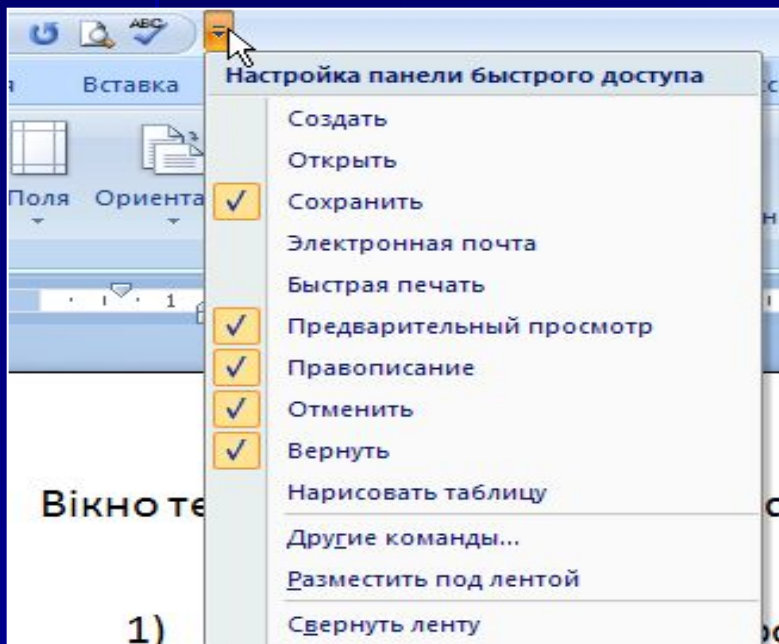 ABC
Вставка
Настройка панели быстрого доступа
Создать
Открыть
Поля Ориента
Сохранить
Электронная почта
Быстрая печать
1
Предварительный просмотр
Правописание
Отменить
Вернуть
Нарисовать таблицу
Вікно те
Другие команды...
Разместить под лентой
1)
Свернуть ленту